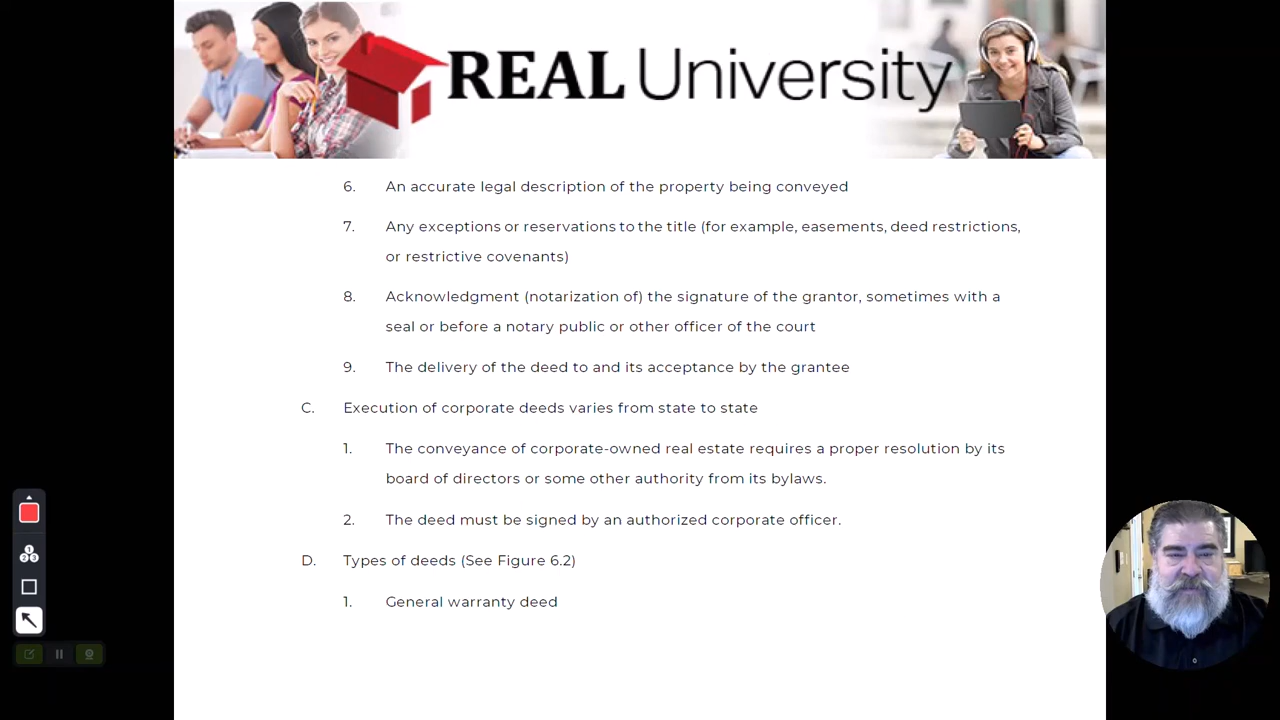 REAL University
6. An accurate legal description of the property being conveyed
7. Any exceptions or reservations to the title (for example, easements, deed restrictions,
or restrictive covenants)
8. Acknowledgment (notarization of) the signature of the grantor, sometimes with a
seal or before a notary public or other officer of the court
9. The delivery of the deed to and its acceptance by the grantee
C. Execution of corporate deeds varies from state to state
1. The conveyance of corporate-owned real estate requires a proper resolution by its
board of directors or some other authority from its bylaws.
2. The deed must be signed by an authorized corporate officer.
D. Types of deeds (See Figure 6.2)
1. General warranty deed